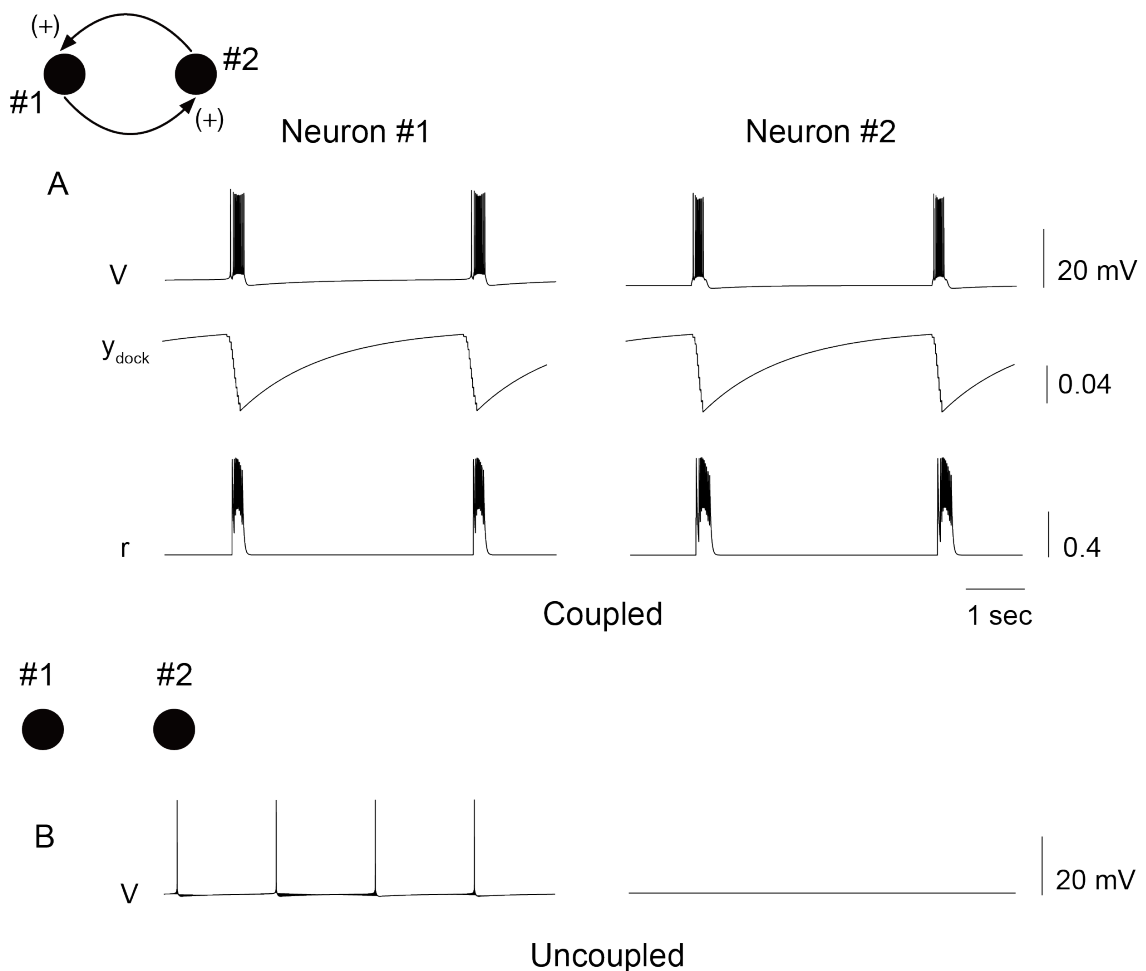 (+)
#2
#1
(+)
Neuron #1 Neuron #2
A
V
20 mV
y dock
0.04
r
0.4
Coupled
1 sec
#1 #2
B
V
20 mV
Uncoupled